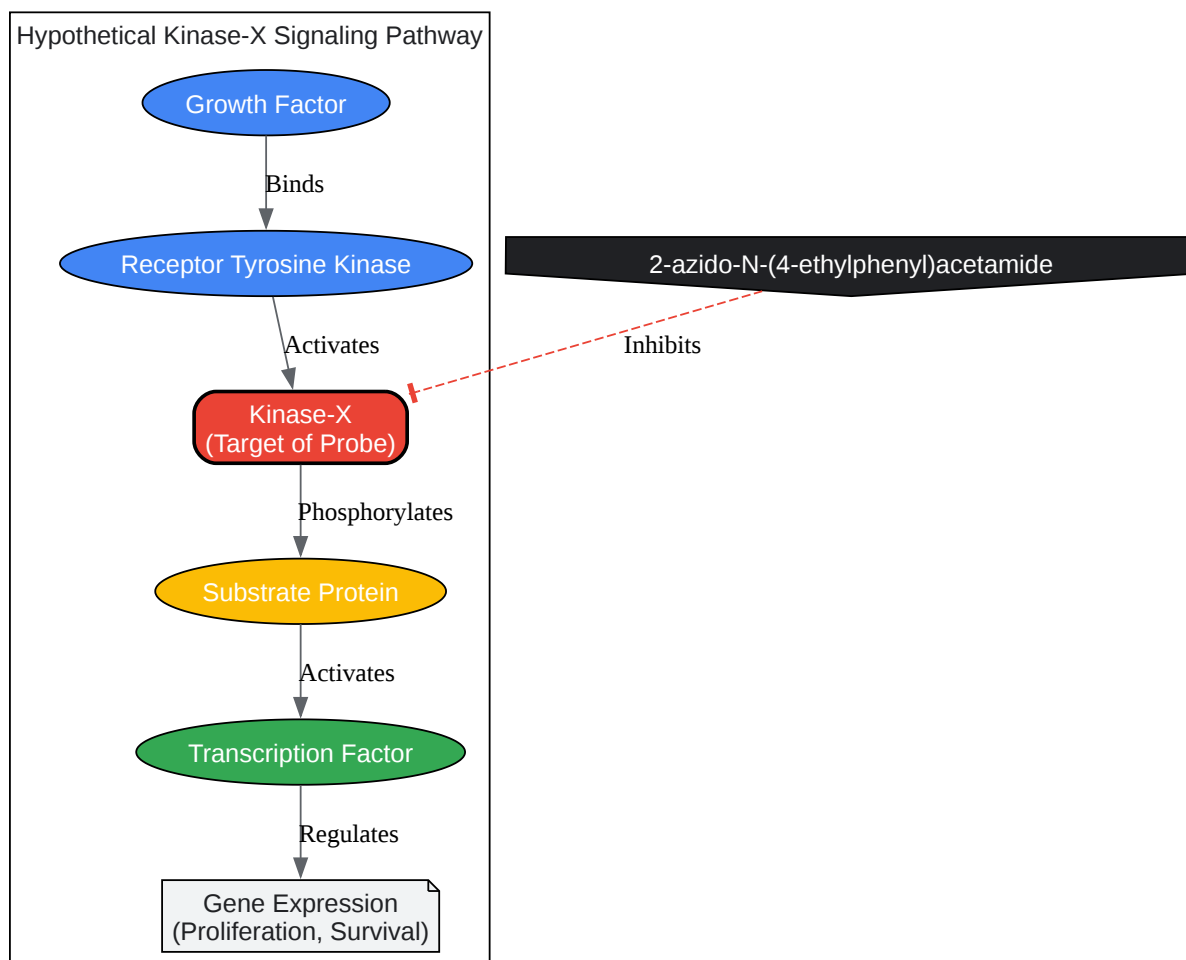 Hypothetical Kinase-X Signaling Pathway
Growth Factor
Binds
Receptor Tyrosine Kinase
2-azido-N-(4-ethylphenyl)acetamide
Activates
Inhibits
Kinase-X
(Target of Probe)
Phosphorylates
Substrate Protein
Activates
Transcription Factor
Regulates
Gene Expression
(Proliferation, Survival)